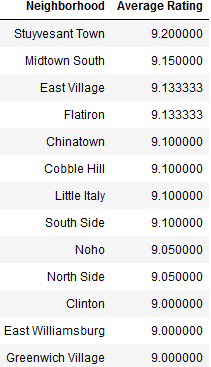 Neighborhood Average Rating
Stuyvesant Town 9.200000
Midtown South 9.150000
East Village 9.133333
Flatiron 9.133333
Chinatown 9.100000
Cobble Hill 9.100000
Little Italy 9.100000
South Side 9.100000
Noho 9.050000
North Side 9.050000
Clinton 9.000000
East Williamsburg 9.000000
Greenwich Village 9.000000